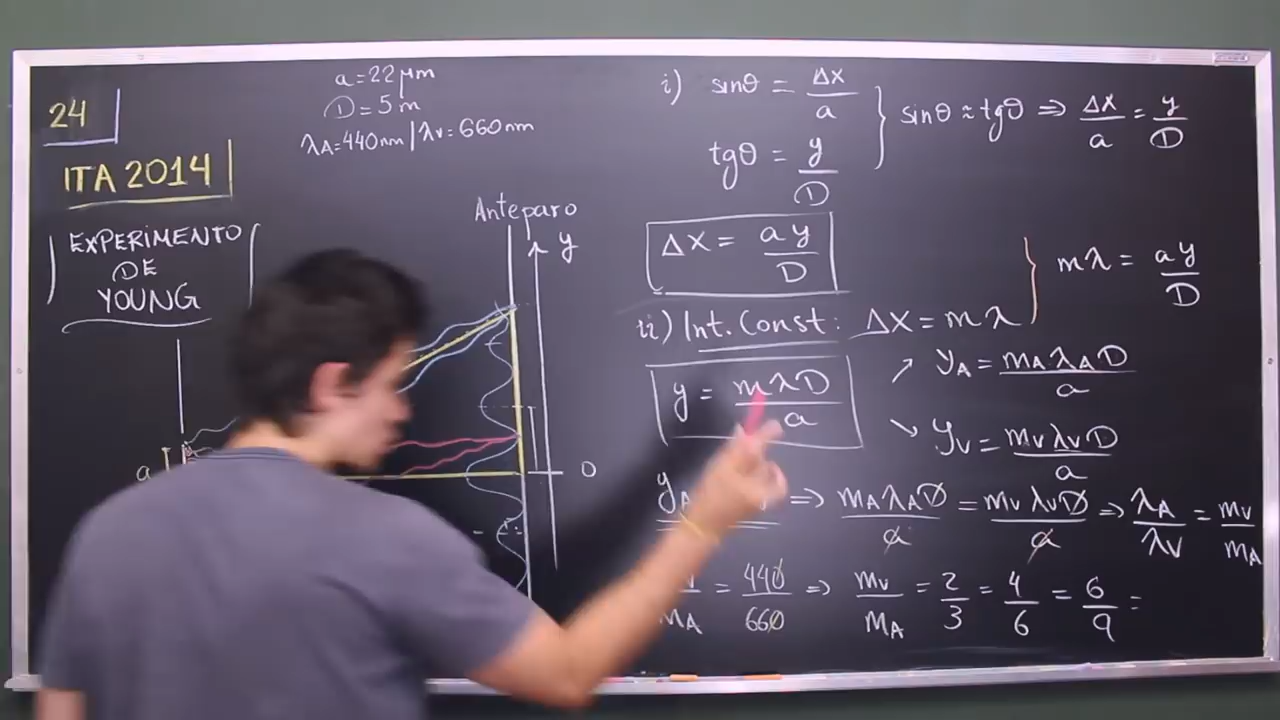 24
ITA 2014
EXPERIMENTO
DE
YOUNG
a = 22 μm
D = 5 m
λA = 440 nm / λV = 660 nm
Anteparo
y
0
a
i) sinθ = Δx/a
tgθ = y/D
sinθ ≈ tgθ ⇒ Δx/a = y/D
Δx = ay/D
ii) Int. Const: Δx = mλ
mλ = ay/D
y = mλD/a
yA = mAλAD/a
yV = mVλVD/a
yA ⇒ mAλAD/a = mVλVD/a ⇒ λA/λV = mV/mA
mA = 440/660 ⇒ mV/mA = 2/3 = 4/6 = 6/9 =